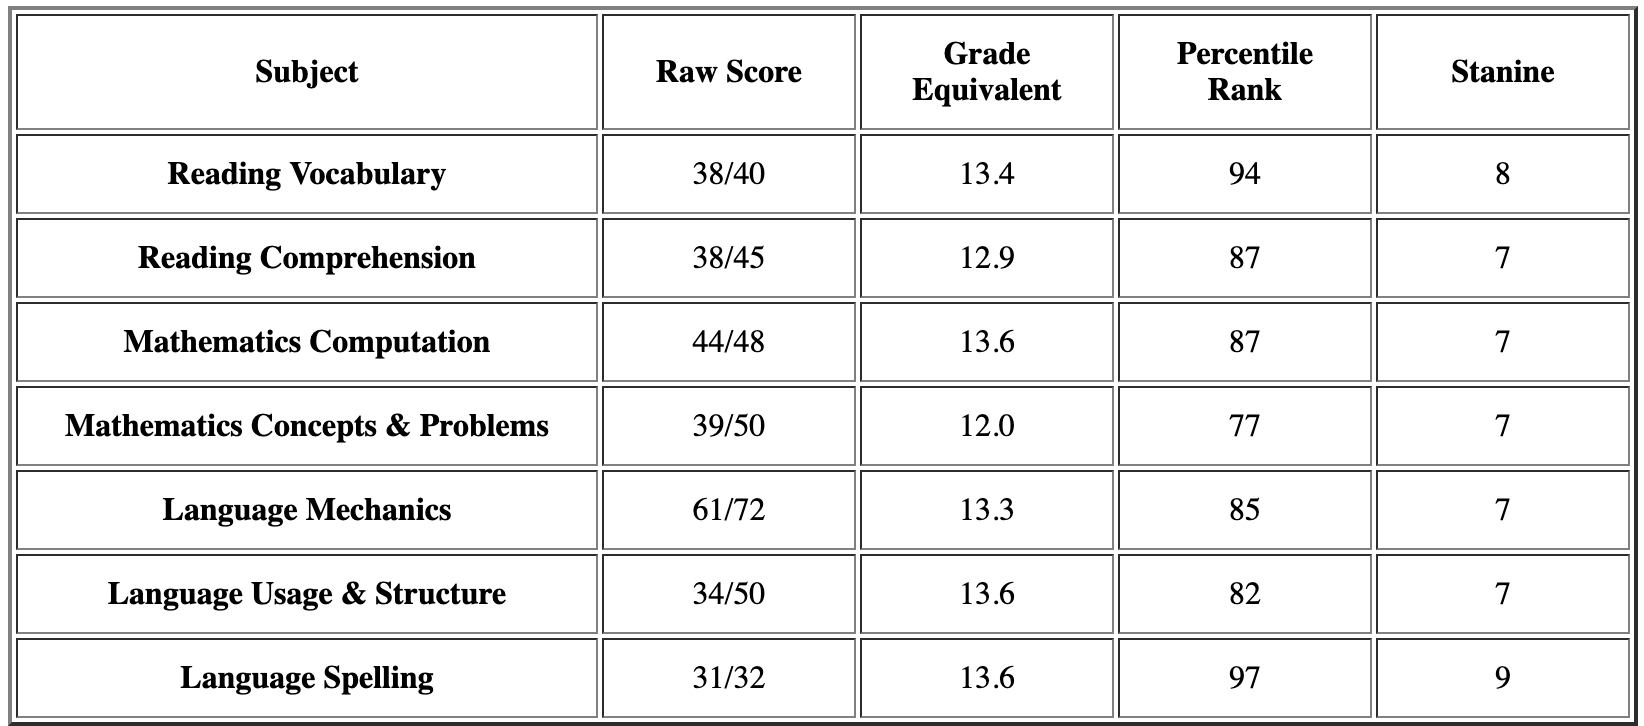 Subject Raw Score Grade Equivalent Percentile Rank Stanine
Reading Vocabulary 38/40 13.4 94 8
Reading Comprehension 38/45 12.9 87 7
Mathematics Computation 44/48 13.6 87 7
Mathematics Concepts & Problems 39/50 12.0 77 7
Language Mechanics 61/72 13.3 85 7
Language Usage & Structure 34/50 13.6 82 7
Language Spelling 31/32 13.6 97 9